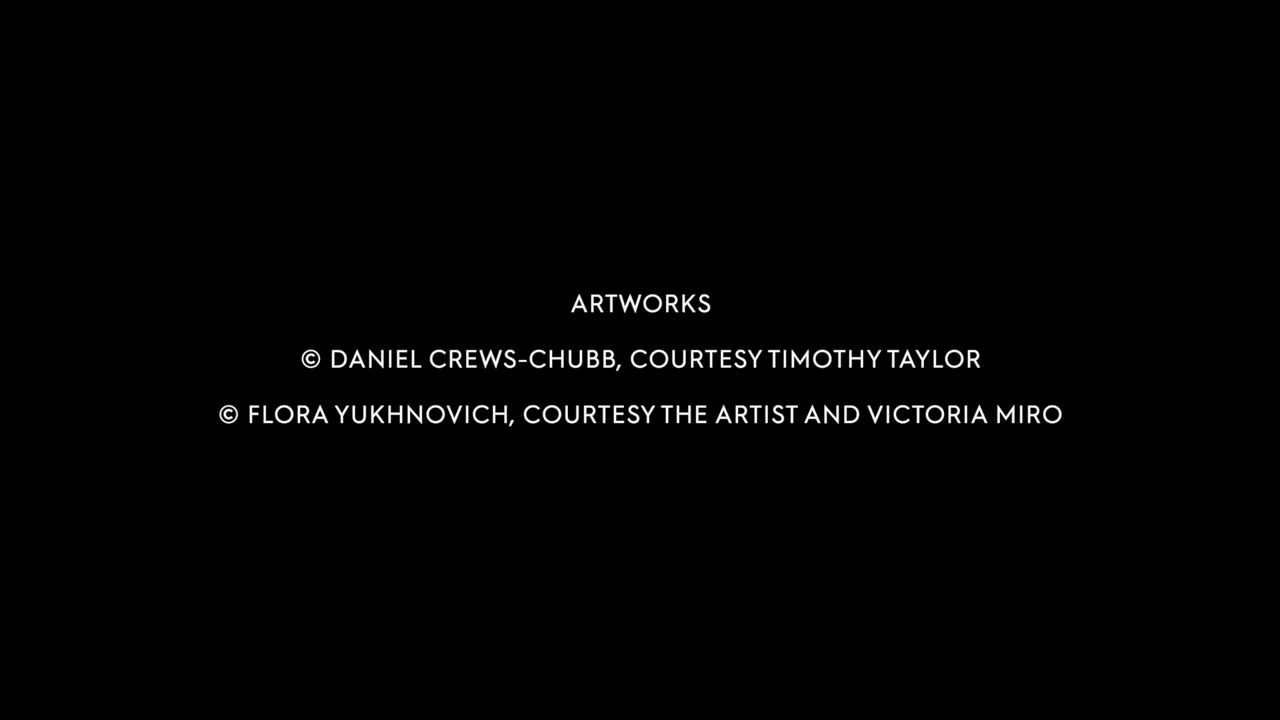 ARTWORKS
© DANIEL CREWS-CHUBB, COURTESY TIMOTHY TAYLOR
© FLORA YUKHNOVICH, COURTESY THE ARTIST AND VICTORIA MIRO